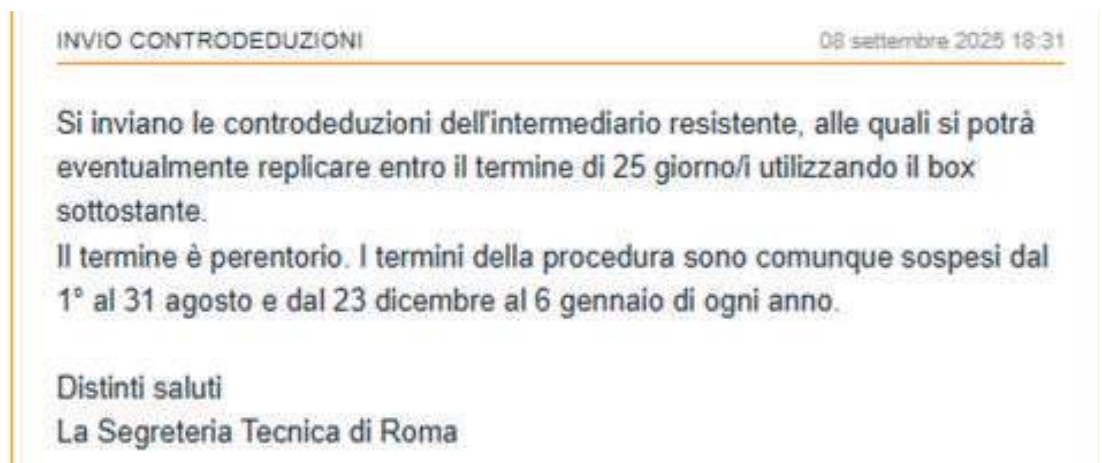 INVIO CONTRODEDUZIONI 08 settembre 2025 18:31
Si inviano le controdeduzioni dell'intermediario resistente, alle quali si potrà
eventualmente replicare entro il termine di 25 giorno/i utilizzando il box
sottostante.
Il termine è perentorio. I termini della procedura sono comunque sospesi dal
1° al 31 agosto e dal 23 dicembre al 6 gennaio di ogni anno.
Distinti saluti
La Segreteria Tecnica di Roma